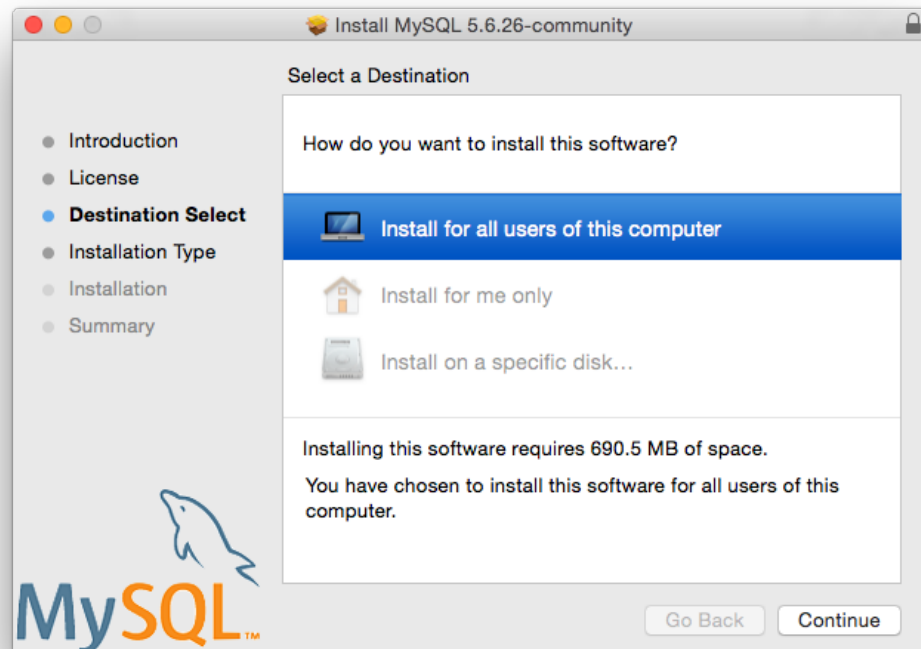 Install MySQL 5.6.26-community
Select a Destination
Introduction
License
Destination Select
Installation Type
Installation
Summary
How do you want to install this software?
Install for all users of this computer
Install for me only
Install on a specific disk...
Installing this software requires 690.5 MB of space.
You have chosen to install this software for all users of this
computer.
MySQL™
Go Back
Continue